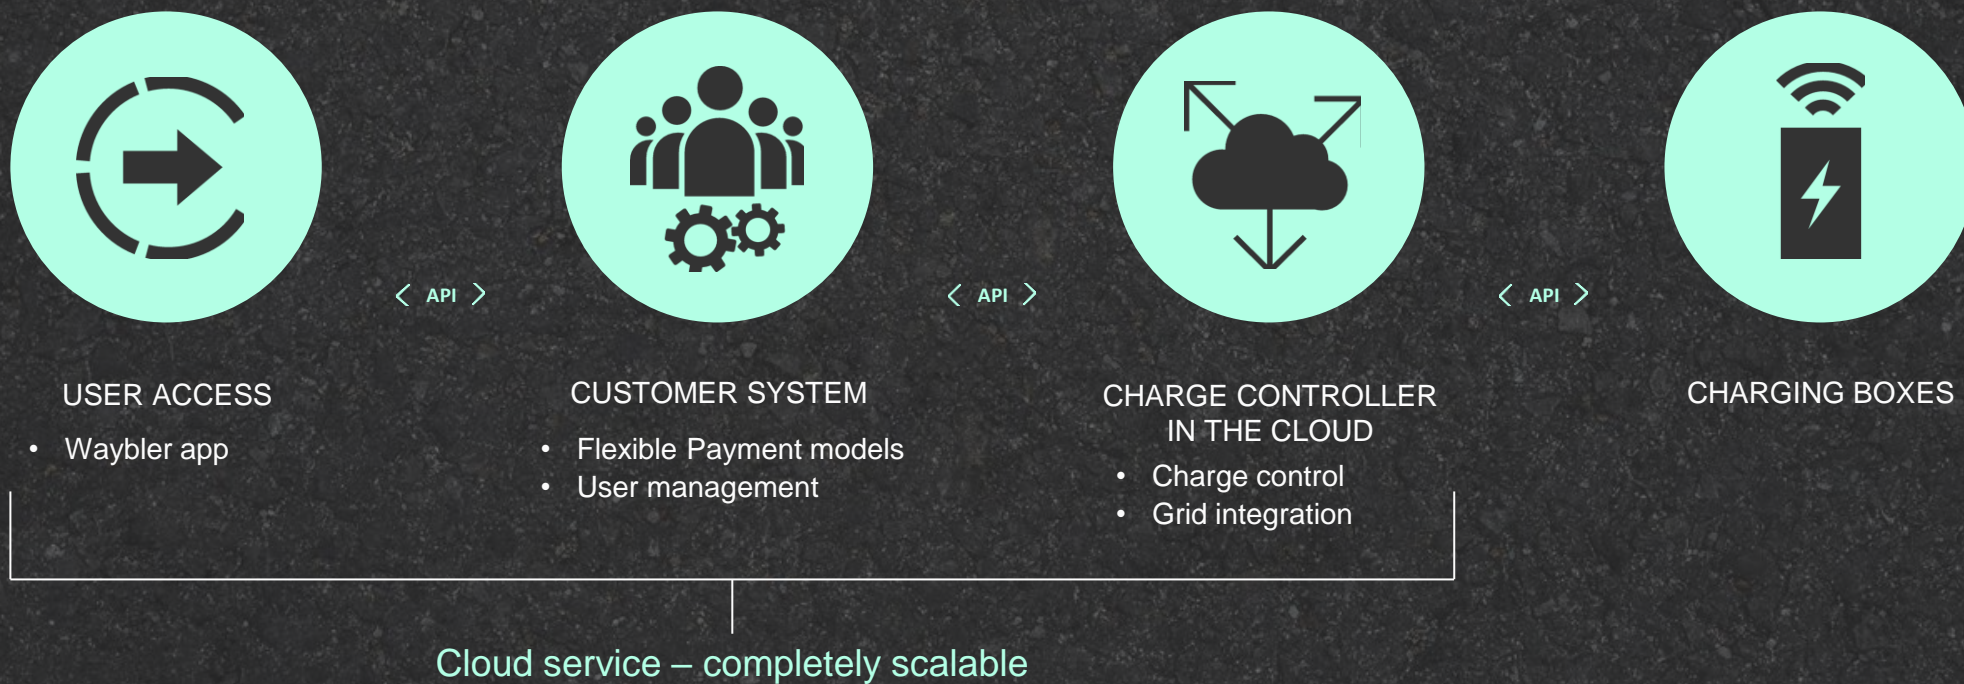 < API >
< API >
< API >
USER ACCESS
• Waybler app
CUSTOMER SYSTEM
• Flexible Payment models
• User management
CHARGE CONTROLLER
IN THE CLOUD
• Charge control
• Grid integration
CHARGING BOXES
Cloud service – completely scalable